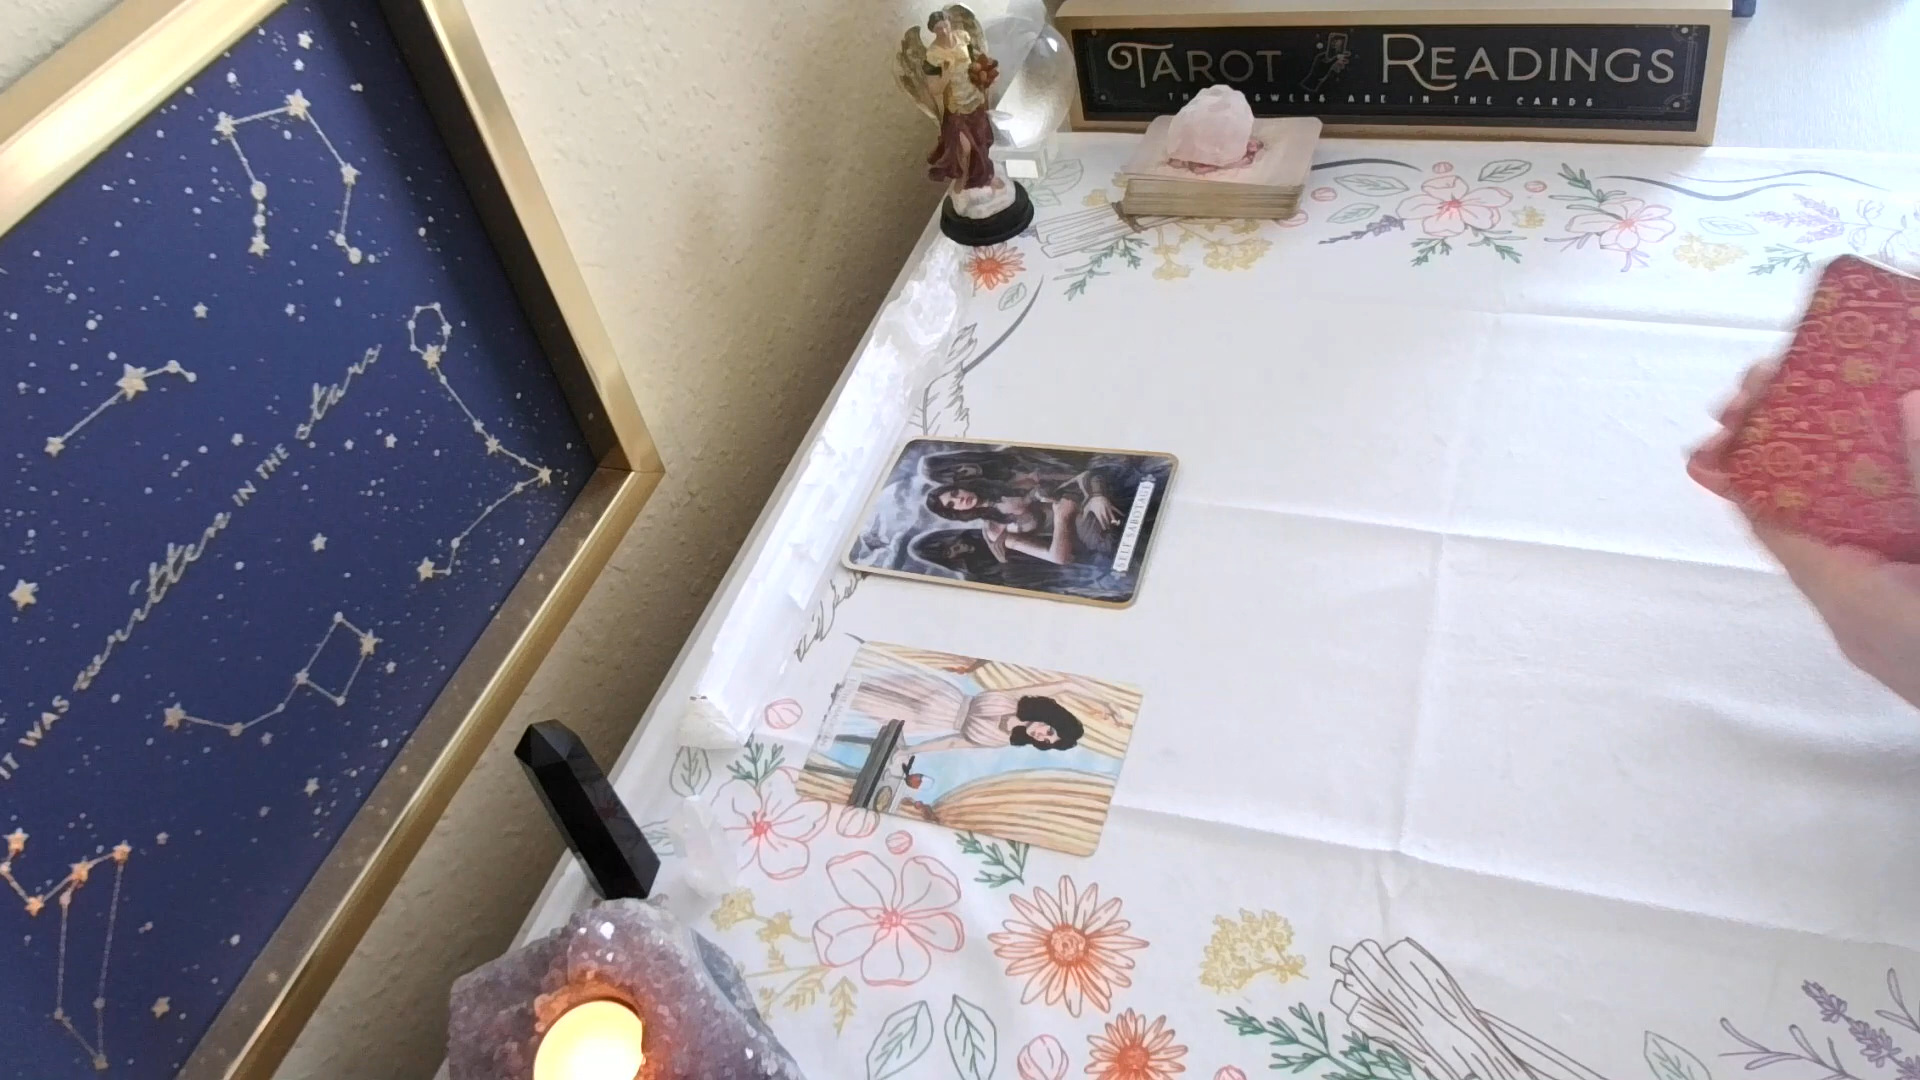 TAROT READINGS
THE ANSWERS ARE IN THE CARDS
IT WAS written IN THE stars
SELF SABOTAGE